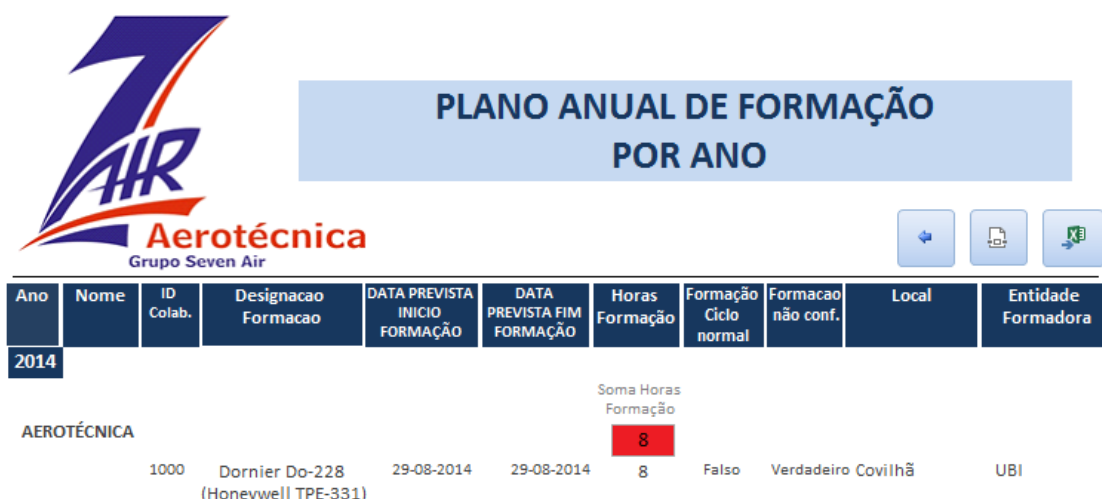 7
AIR
Aerotécnica
Grupo Seven Air
PLANO ANUAL DE FORMAÇÃO
POR ANO
Ano Nome ID Colab. Designacao Formacao DATA PREVISTA INICIO FORMAÇÃO DATA PREVISTA FIM FORMAÇÃO Horas Formação Formação Ciclo normal Formacao não conf. Local Entidade Formadora
2014
Soma Horas
Formação
AEROTÉCNICA
8
1000 Dornier Do-228 29-08-2014 29-08-2014 8 Falso Verdadeiro Covilhã UBI
(Honeywell TPE-331)